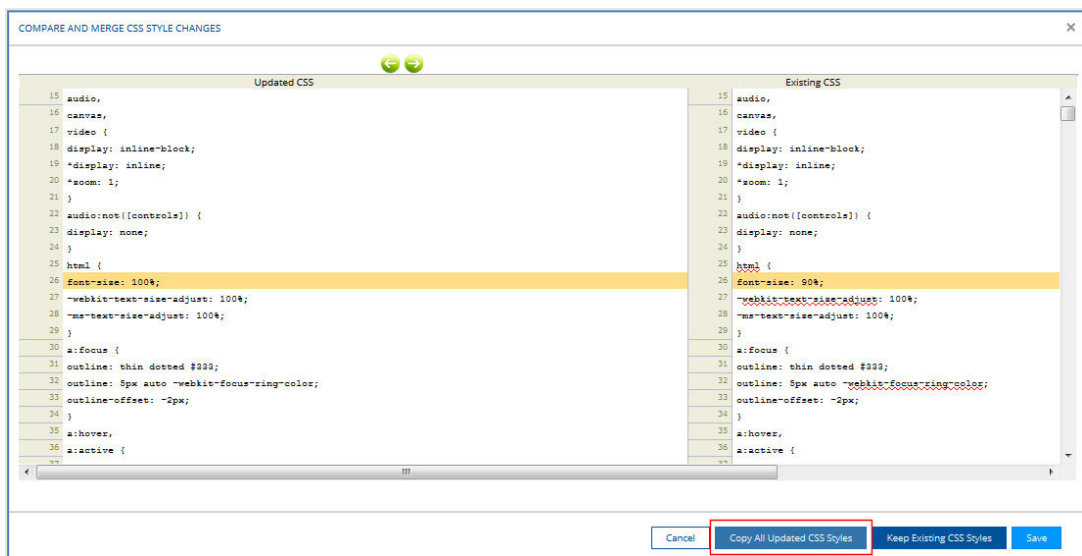 COMPARE AND MERGE CSS STYLE CHANGES
Updated CSS
15 audio,
16 canvas,
17 video {
18 display: inline-block;
19 *display: inline;
20 *zoom: 1;
21 }
22 audio:not([controls]) {
23 display: none;
24 }
25 html {
26 font-size: 100%;
27 -webkit-text-size-adjust: 100%;
28 -ms-text-size-adjust: 100%;
29 }
30 a:focus {
31 outline: thin dotted #333;
32 outline: 5px auto -webkit-focus-ring-color;
33 outline-offset: -2px;
34 }
35 a:hover,
36 a:active {
37
Existing CSS
15 audio,
16 canvas,
17 video {
18 display: inline-block;
19 *display: inline;
20 *zoom: 1;
21 }
22 audio:not([controls]) {
23 display: none;
24 }
25 html {
26 font-size: 90%;
27 -webkit-text-size-adjust: 100%;
28 -ms-text-size-adjust: 100%;
29 }
30 a:focus {
31 outline: thin dotted #333;
32 outline: 5px auto -webkit-focus-ring-color;
33 outline-offset: -2px;
34 }
35 a:hover,
36 a:active {
37
Cancel
Copy All Updated CSS Styles
Keep Existing CSS Styles
Save